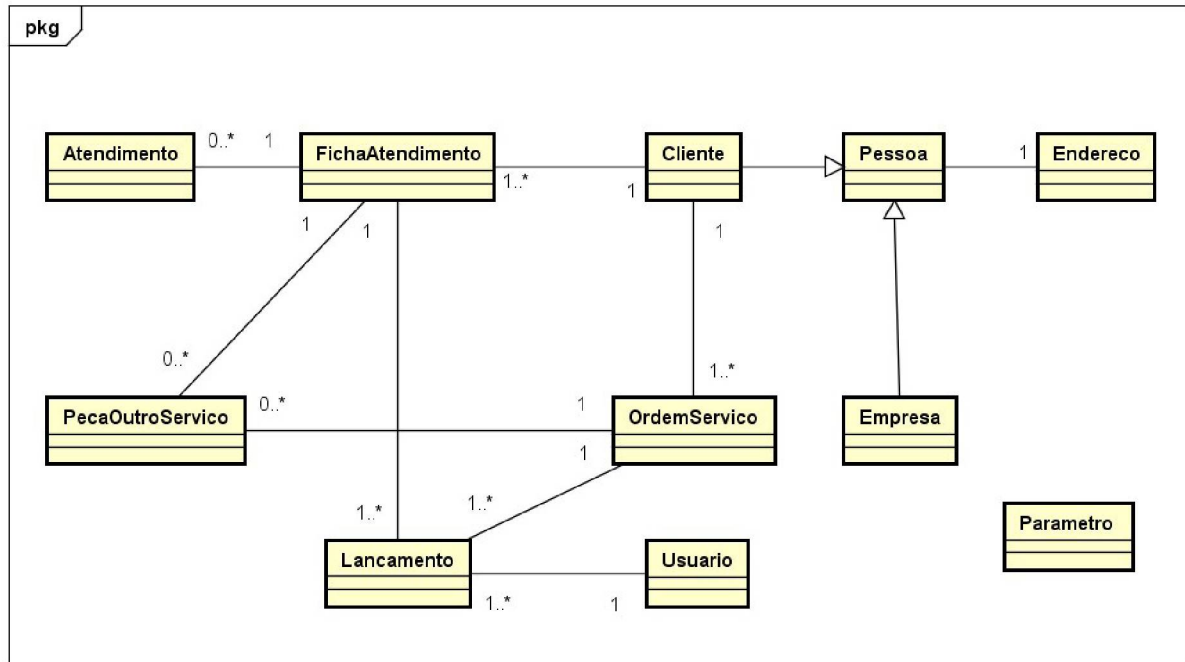 pkg
Atendimento
0..*
1
FichaAtendimento
1..*
Cliente
1
Pessoa
1
Endereco
1
1
1
0..*
1..*
PecaOutroServico
0..*
1
OrdemServico
Empresa
1
1..*
1..*
Lancamento
1..*
1
Usuario
Parametro